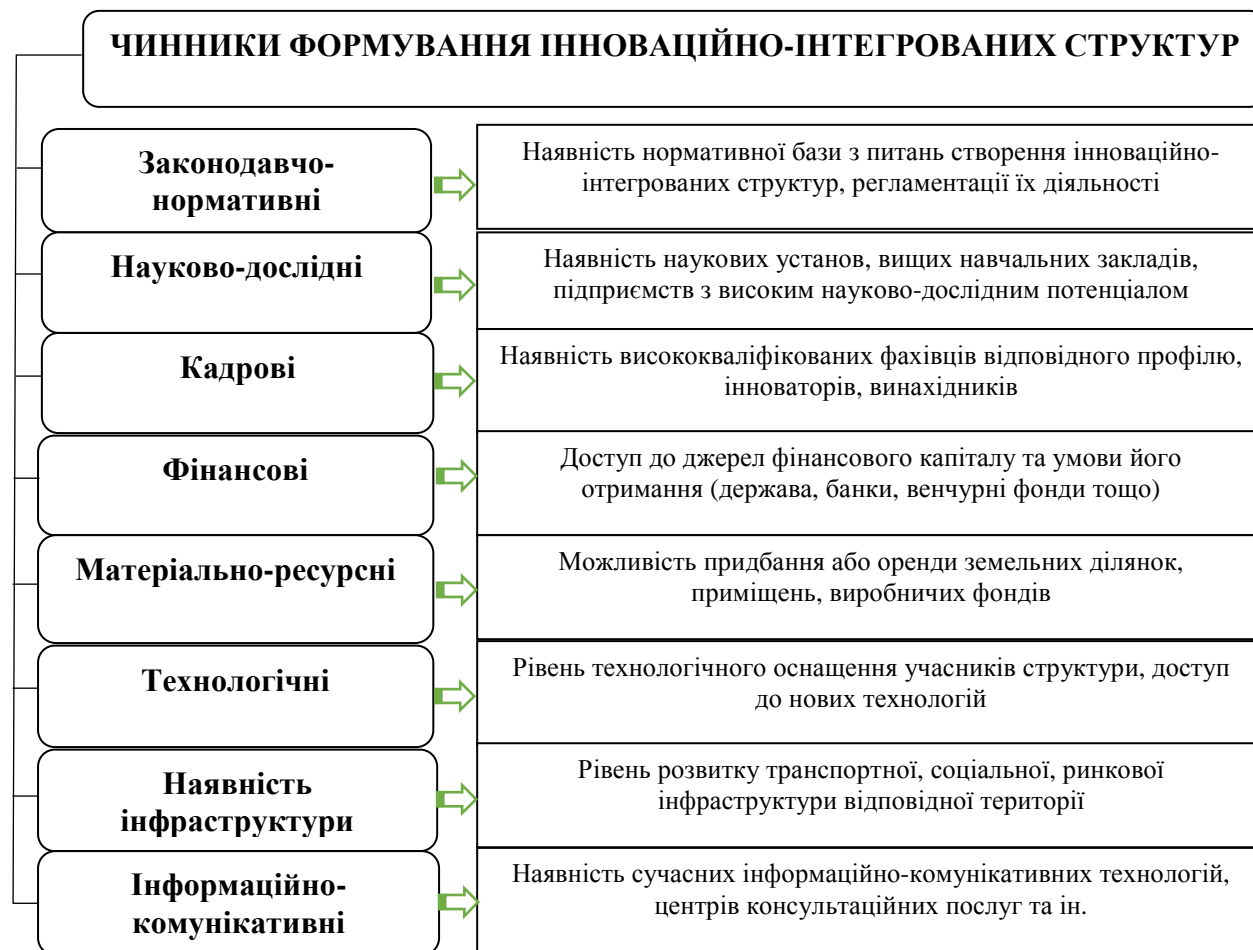 ЧИННИКИ ФОРМУВАННЯ ІННОВАЦІЙНО-ІНТЕГРОВАНИХ СТРУКТУР
Законодавчо-
нормативні
Наявність нормативної бази з питань створення інноваційно-
інтегрованих структур, регламентації їх діяльності
Науково-дослідні
Наявність наукових установ, вищих навчальних закладів,
підприємств з високим науково-дослідним потенціалом
Кадрові
Наявність висококваліфікованих фахівців відповідного профілю,
інноваторів, винахідників
Фінансові
Доступ до джерел фінансового капіталу та умови його
отримання (держава, банки, венчурні фонди тощо)
Матеріально-ресурсні
Можливість придбання або оренди земельних ділянок,
приміщень, виробничих фондів
Технологічні
Рівень технологічного оснащення учасників структури, доступ
до нових технологій
Наявність
інфраструктури
Рівень розвитку транспортної, соціальної, ринкової
інфраструктури відповідної території
Інформаційно-
комунікативні
Наявність сучасних інформаційно-комунікативних технологій,
центрів консультаційних послуг та ін.